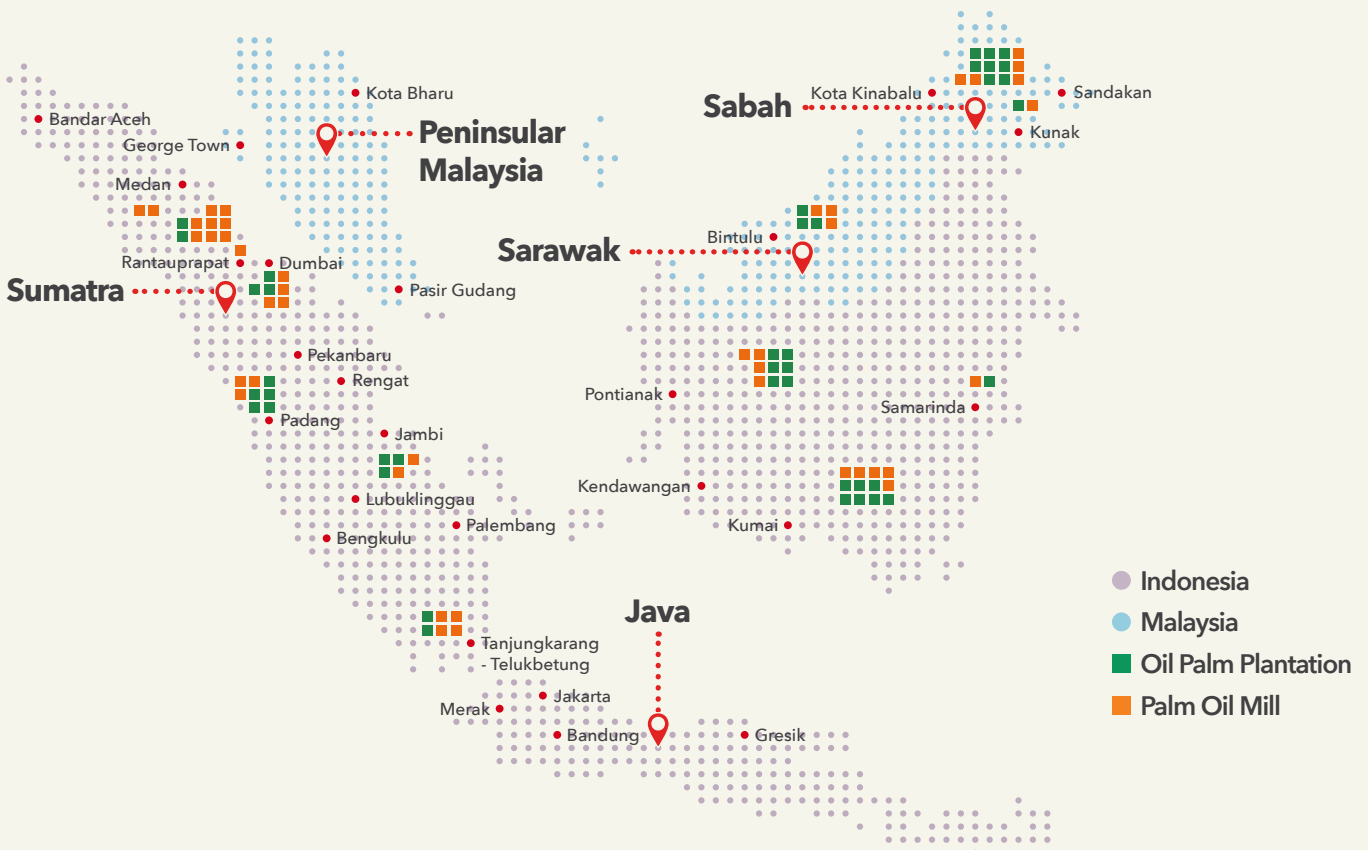 Kota Bharu
Kota Kinabalu
Sandakan
Sabah
Bandar Aceh
Peninsular
Malaysia
Kunak
George Town
Medan
Bintulu
Sarawak
Rantauprapat
Dumbai
Sumatra
Pasir Gudang
Pekanbaru
Rengat
Pontianak
Samarinda
Padang
Jambi
Kendawangan
Lubuklinggau
Palembang
Kumai
Bengkulu
Indonesia
Java
Malaysia
Tanjungkarang
- Telukbetung
Oil Palm Plantation
Jakarta
Merak
Palm Oil Mill
Bandung
Gresik